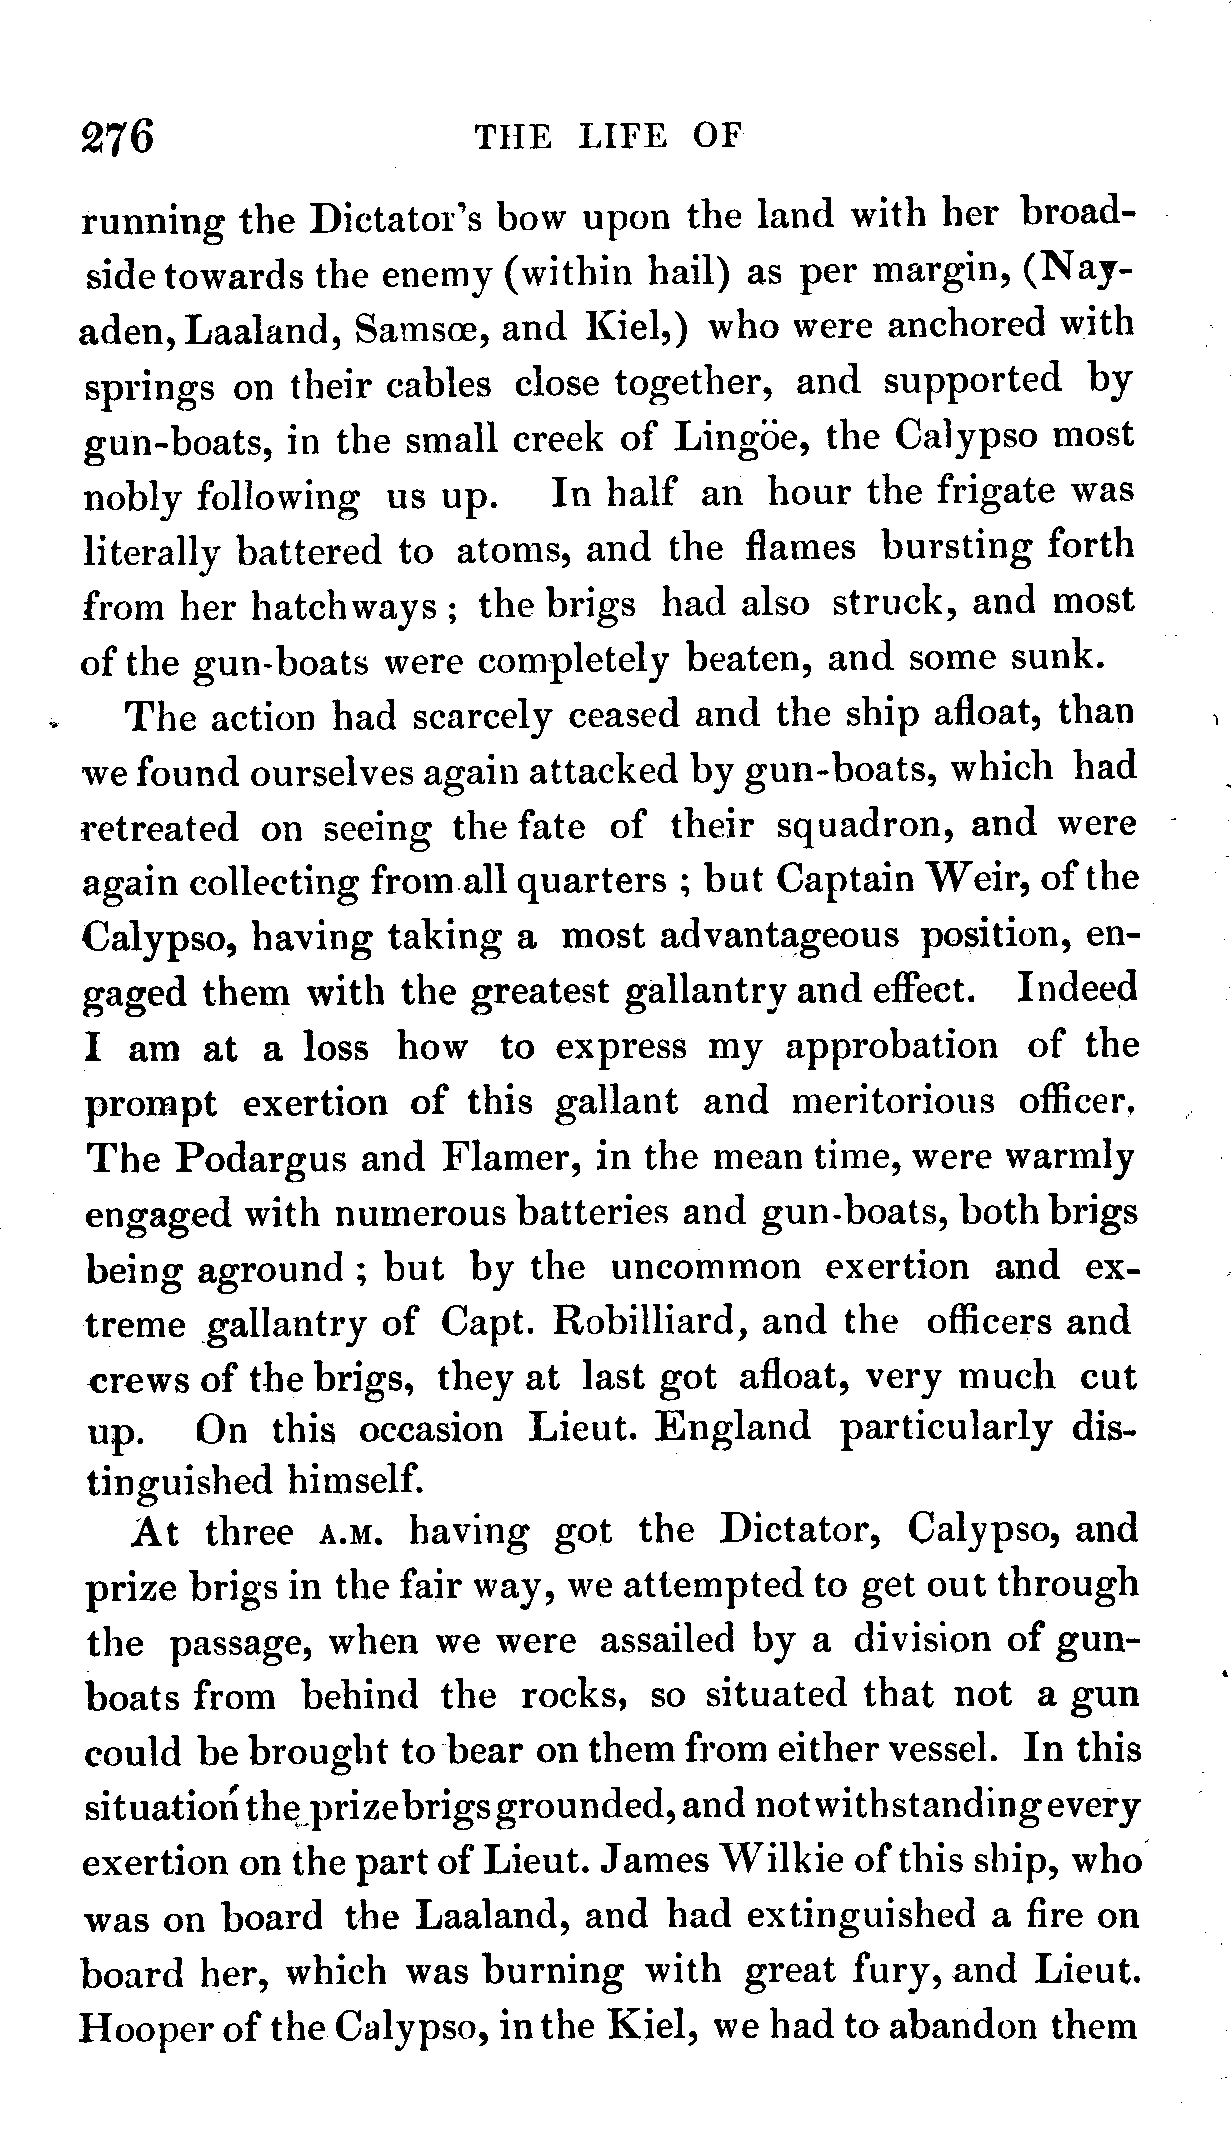 276 THE LIFE OF
running the Dictator's bow upon the land with her broad-
side towards the enemy (within hail) as per margin, (Nay-
aden, Laaland, Samsœ, and Kiel,) who were anchored with
springs on their cables close together, and supported by
gun-boats, in the small creek of Lingöe, the Calypso most
nobly following us up. In half an hour the frigate was
literally battered to atoms, and the flames bursting forth
from her hatchways ; the brigs had also struck, and most
of the gun-boats were completely beaten, and some sunk.
The action had scarcely ceased and the ship afloat, than
we found ourselves again attacked by gun-boats, which had
retreated on seeing the fate of their squadron, and were
again collecting from all quarters ; but Captain Weir, of the
Calypso, having taking a most advantageous position, en-
gaged them with the greatest gallantry and effect. Indeed
I am at a loss how to express my approbation of the
prompt exertion of this gallant and meritorious officer.
The Podargus and Flamer, in the mean time, were warmly
engaged with numerous batteries and gun-boats, both brigs
being aground ; but by the uncommon exertion and ex-
treme gallantry of Capt. Robilliard, and the officers and
crews of the brigs, they at last got afloat, very much cut
up. On this occasion Lieut. England particularly dis-
tinguished himself.
At three A.M. having got the Dictator, Calypso, and
prize brigs in the fair way, we attempted to get out through
the passage, when we were assailed by a division of gun-
boats from behind the rocks, so situated that not a gun
could be brought to bear on them from either vessel. In this
situation the prize brigs grounded, and notwithstanding every
exertion on the part of Lieut. James Wilkie of this ship, who
was on board the Laaland, and had extinguished a fire on
board her, which was burning with great fury, and Lieut.
Hooper of the Calypso, in the Kiel, we had to abandon them